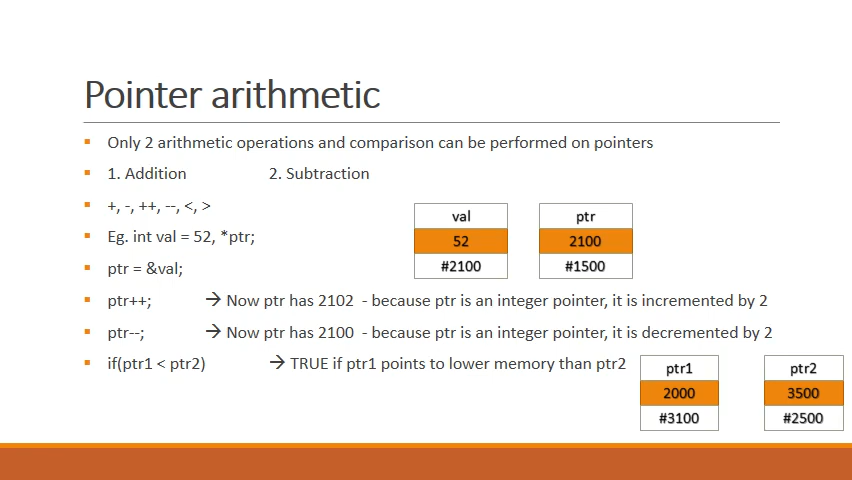 Pointer arithmetic
Only 2 arithmetic operations and comparison can be performed on pointers
1. Addition 2. Subtraction
+, -, ++, --, <, >
Eg. int val = 52, *ptr;
ptr = &val;
val ptr
52 2100
#2100 #1500
ptr++; → Now ptr has 2102 - because ptr is an integer pointer, it is incremented by 2
ptr--; → Now ptr has 2100 - because ptr is an integer pointer, it is decremented by 2
if(ptr1 < ptr2) → TRUE if ptr1 points to lower memory than ptr2
ptr1 ptr2
2000 3500
#3100 #2500